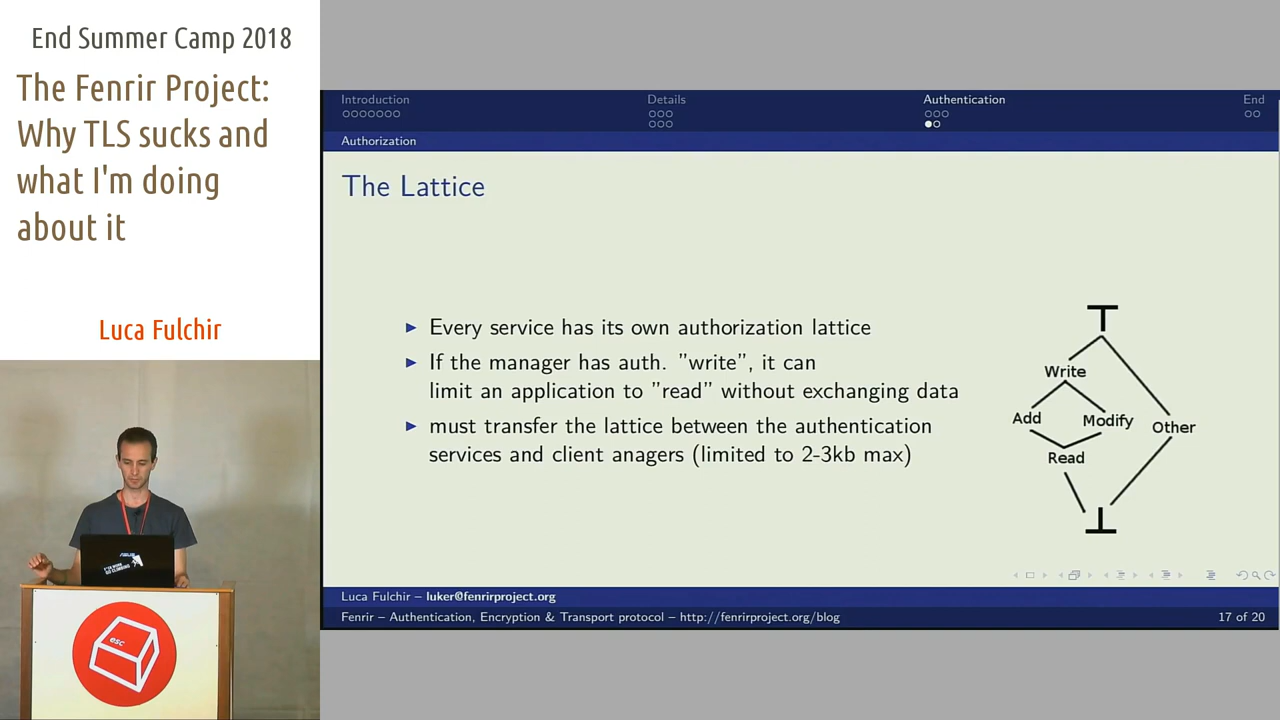 End Summer Camp 2018
The Fenrir Project:
Why TLS sucks and
what I'm doing
about it
Luca Fulchir
esc
Introduction
Details
Authentication
End
Authorization
The Lattice
Every service has its own authorization lattice
If the manager has auth. "write", it can
limit an application to "read" without exchanging data
must transfer the lattice between the authentication
services and client anagers (limited to 2-3kb max)
Write
Add
Modify
Other
Read
Luca Fulchir – luker@fenrirproject.org
Fenrir – Authentication, Encryption & Transport protocol – http://fenrirproject.org/blog
17 of 20